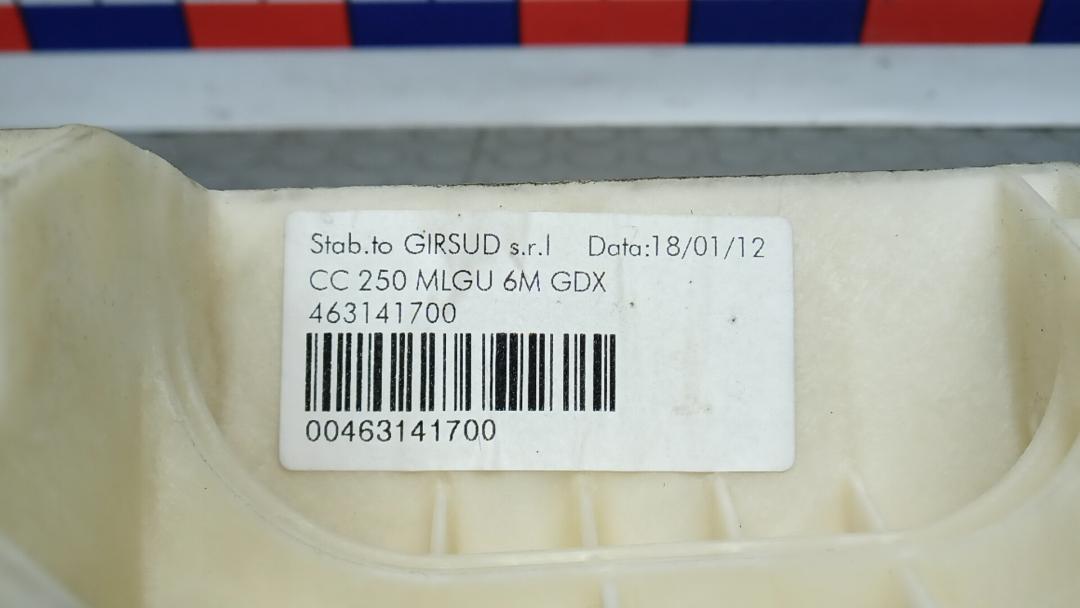 Stab.to GIRSUD s.r.l Data:18/01/12
CC 250 MLGU 6M GDX
463141700
00463141700